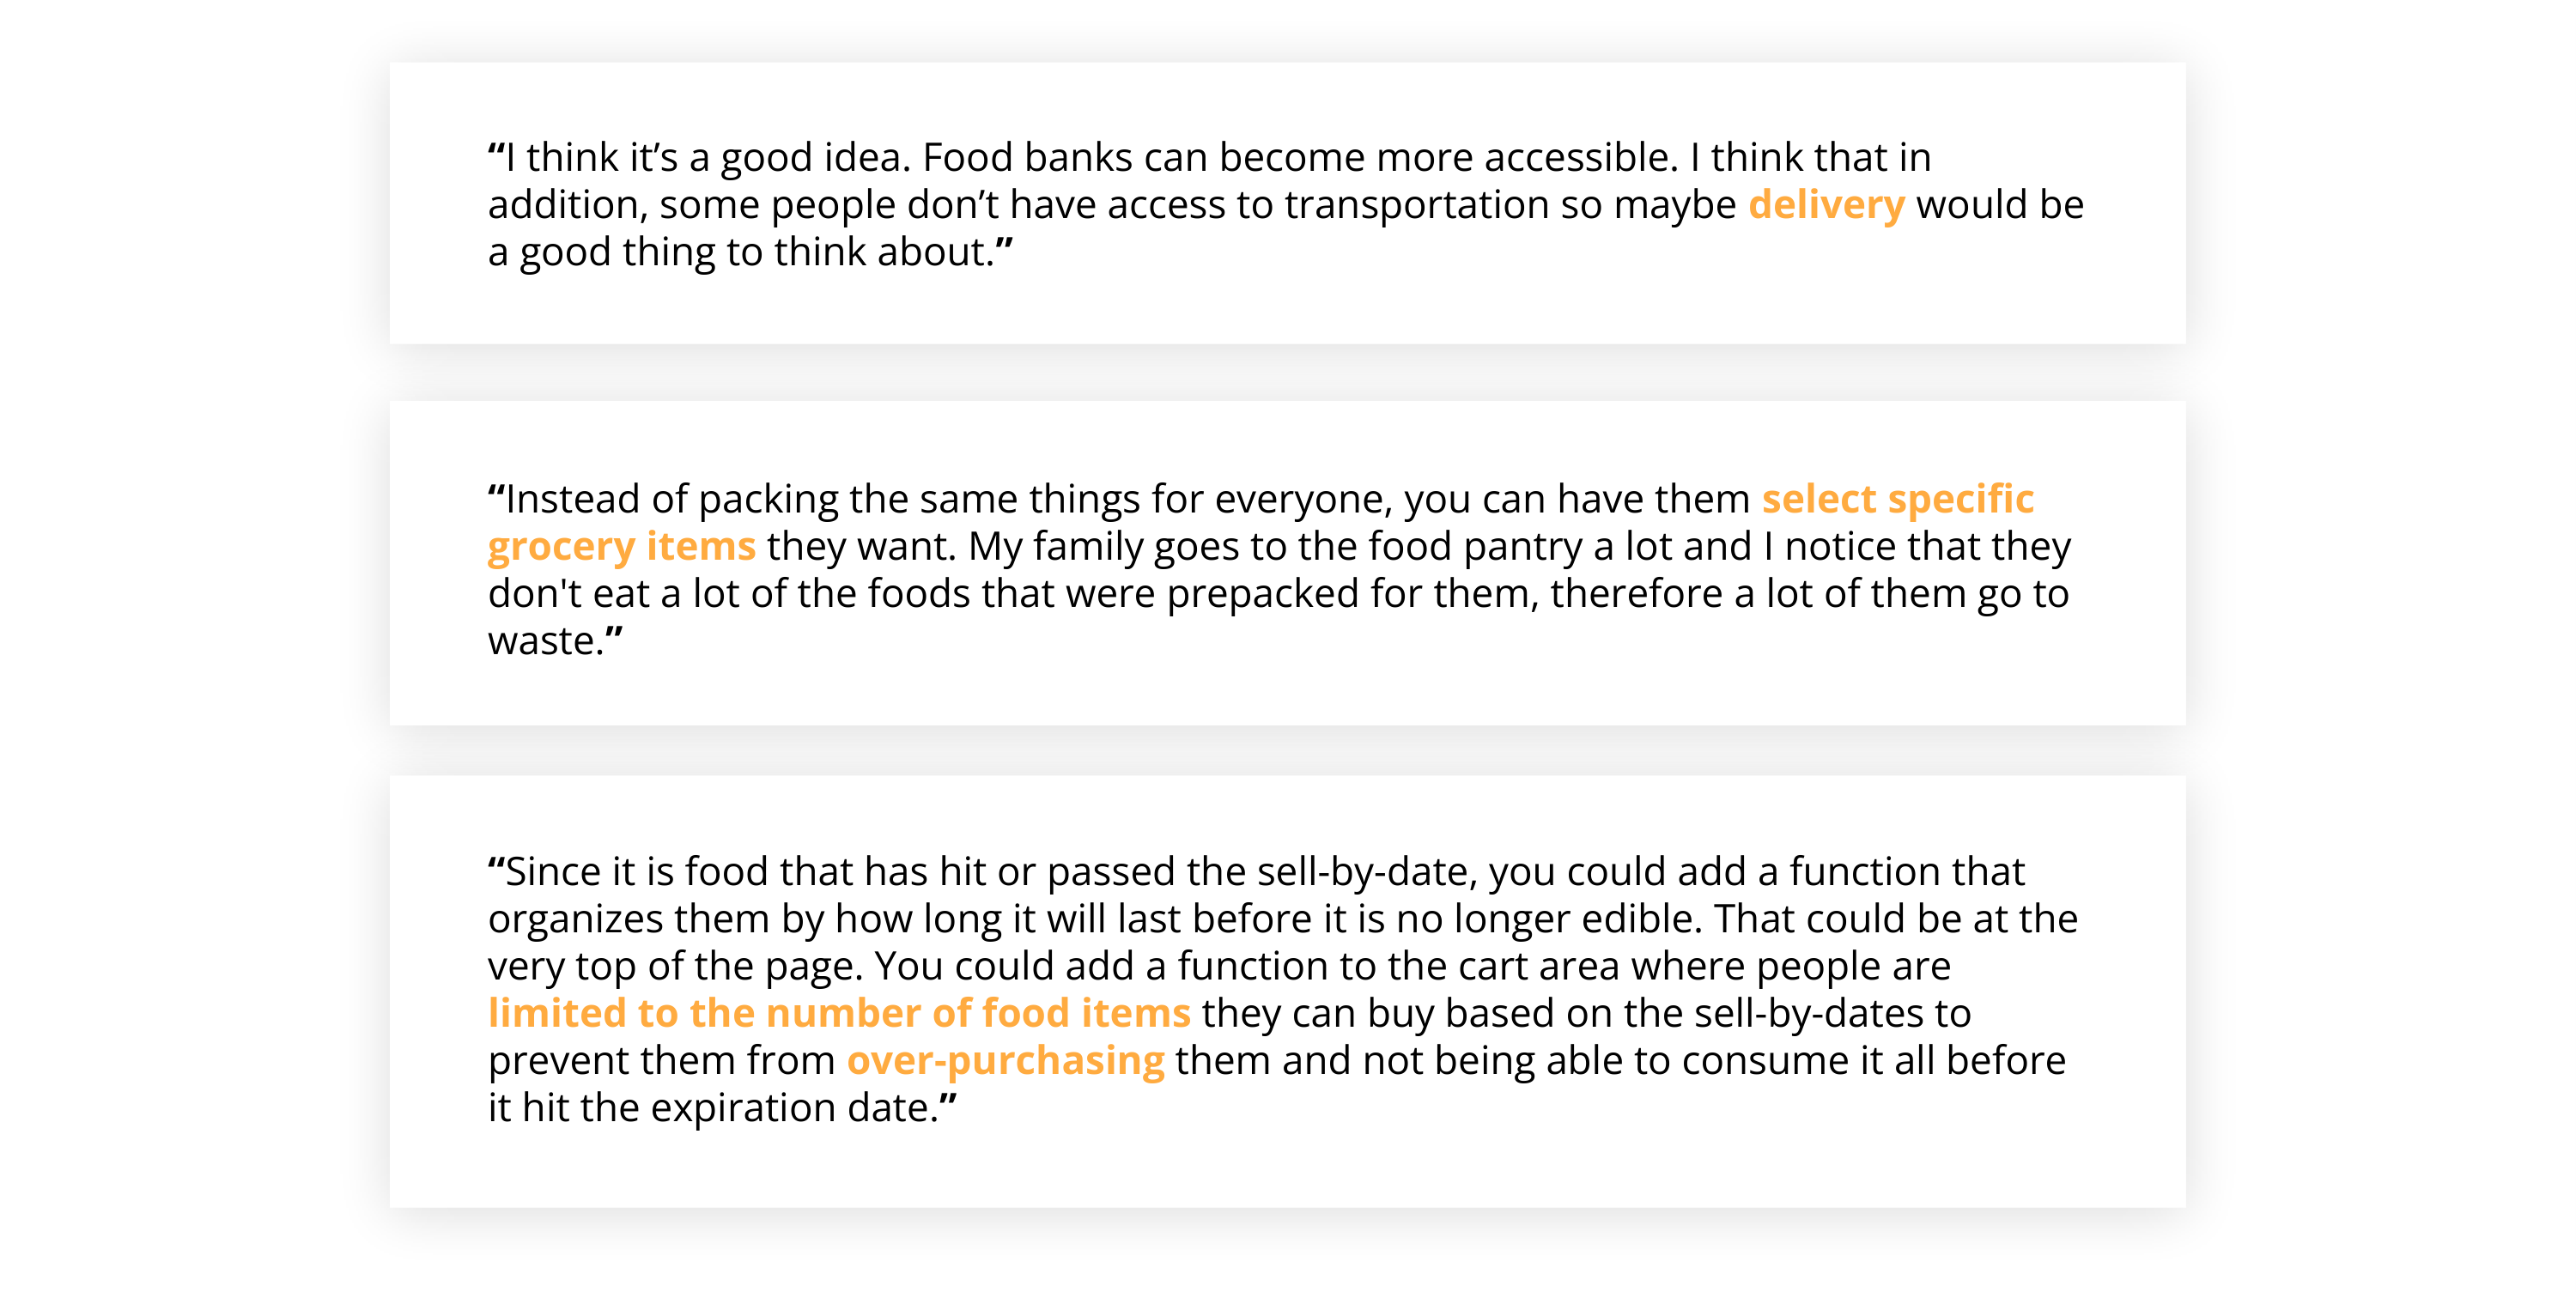 “I think it’s a good idea. Food banks can become more accessible. I think that in
addition, some people don’t have access to transportation so maybe delivery would be
a good thing to think about.”
“Instead of packing the same things for everyone, you can have them select specific
grocery items they want. My family goes to the food pantry a lot and I notice that they
don't eat a lot of the foods that were prepacked for them, therefore a lot of them go to
waste.”
“Since it is food that has hit or passed the sell-by-date, you could add a function that
organizes them by how long it will last before it is no longer edible. That could be at the
very top of the page. You could add a function to the cart area where people are
limited to the number of food items they can buy based on the sell-by-dates to
prevent them from over-purchasing them and not being able to consume it all before
it hit the expiration date.”